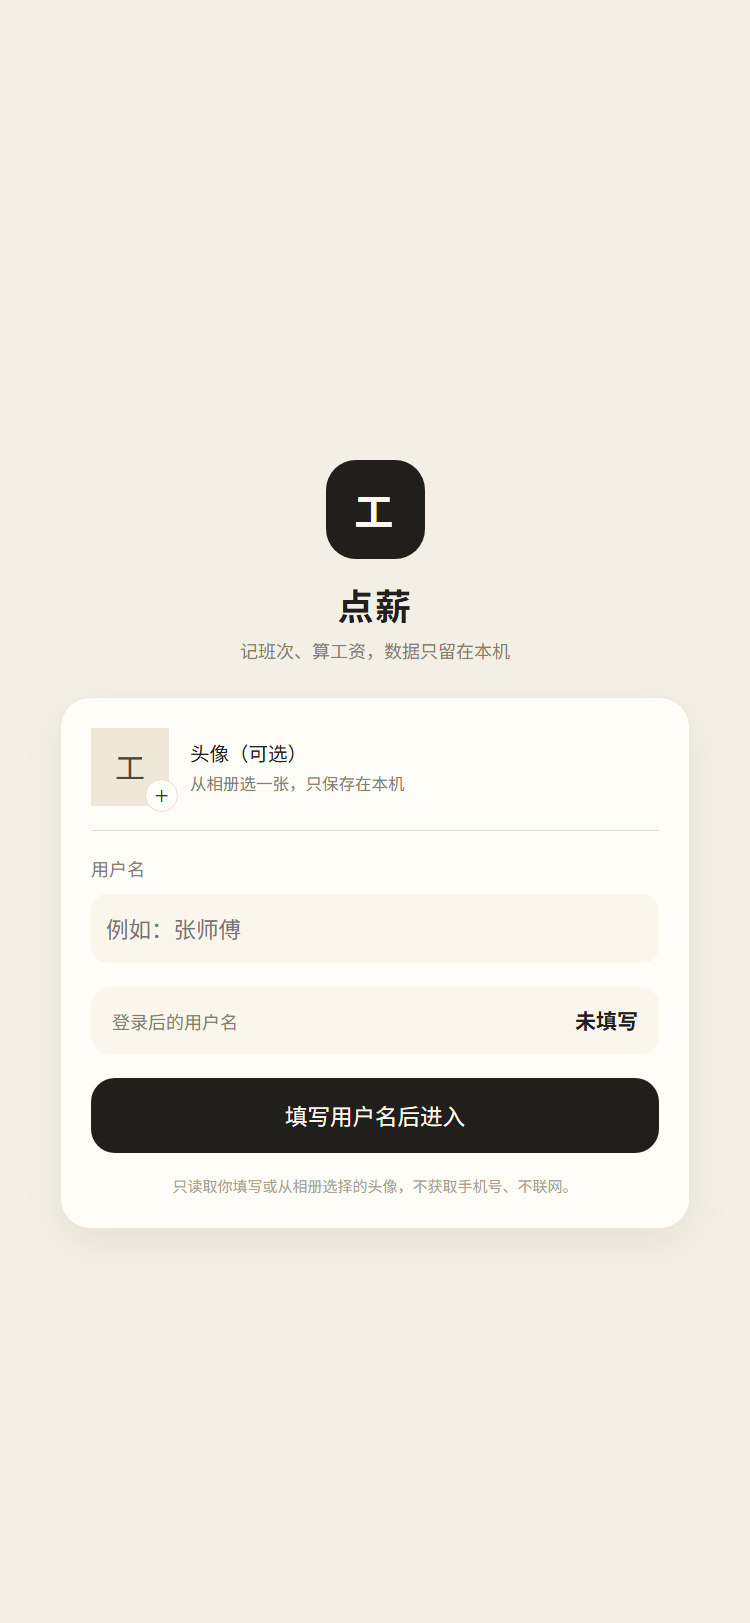 工
点薪
记班次、算工资，数据只留在本机
工
+
头像（可选）
从相册选一张，只保存在本机
用户名
例如：张师傅
登录后的用户名 未填写
填写用户名后进入
只读取你填写或从相册选择的头像，不获取手机号、不联网。